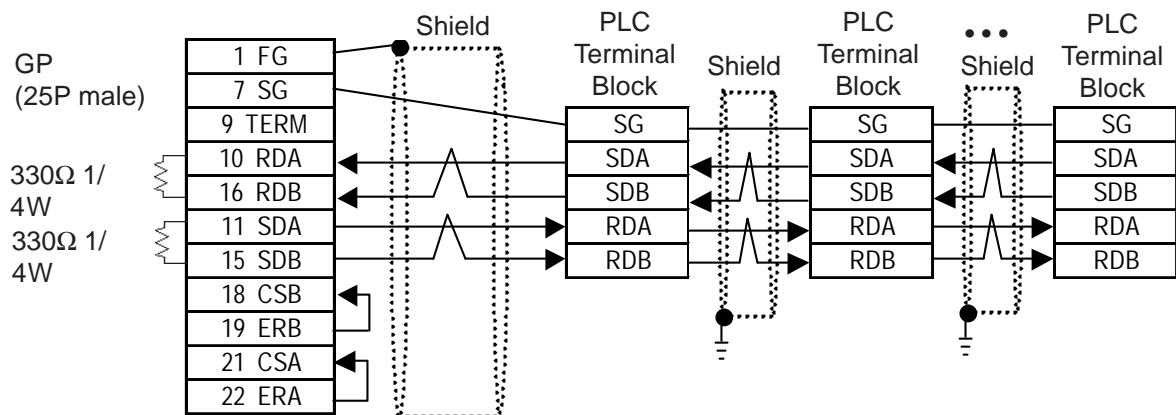 GP
(25P male)
330Ω 1/
4W
330Ω 1/
4W
1 FG
7 SG
9 TERM
10 RDA
16 RDB
11 SDA
15 SDB
18 CSB
19 ERB
21 CSA
22 ERA
Shield
PLC
Terminal
Block
SG
SDA
SDB
RDA
RDB
Shield
PLC
Terminal
Block
SG
SDA
SDB
RDA
RDB
Shield
...
PLC
Terminal
Block
SG
SDA
SDB
RDA
RDB